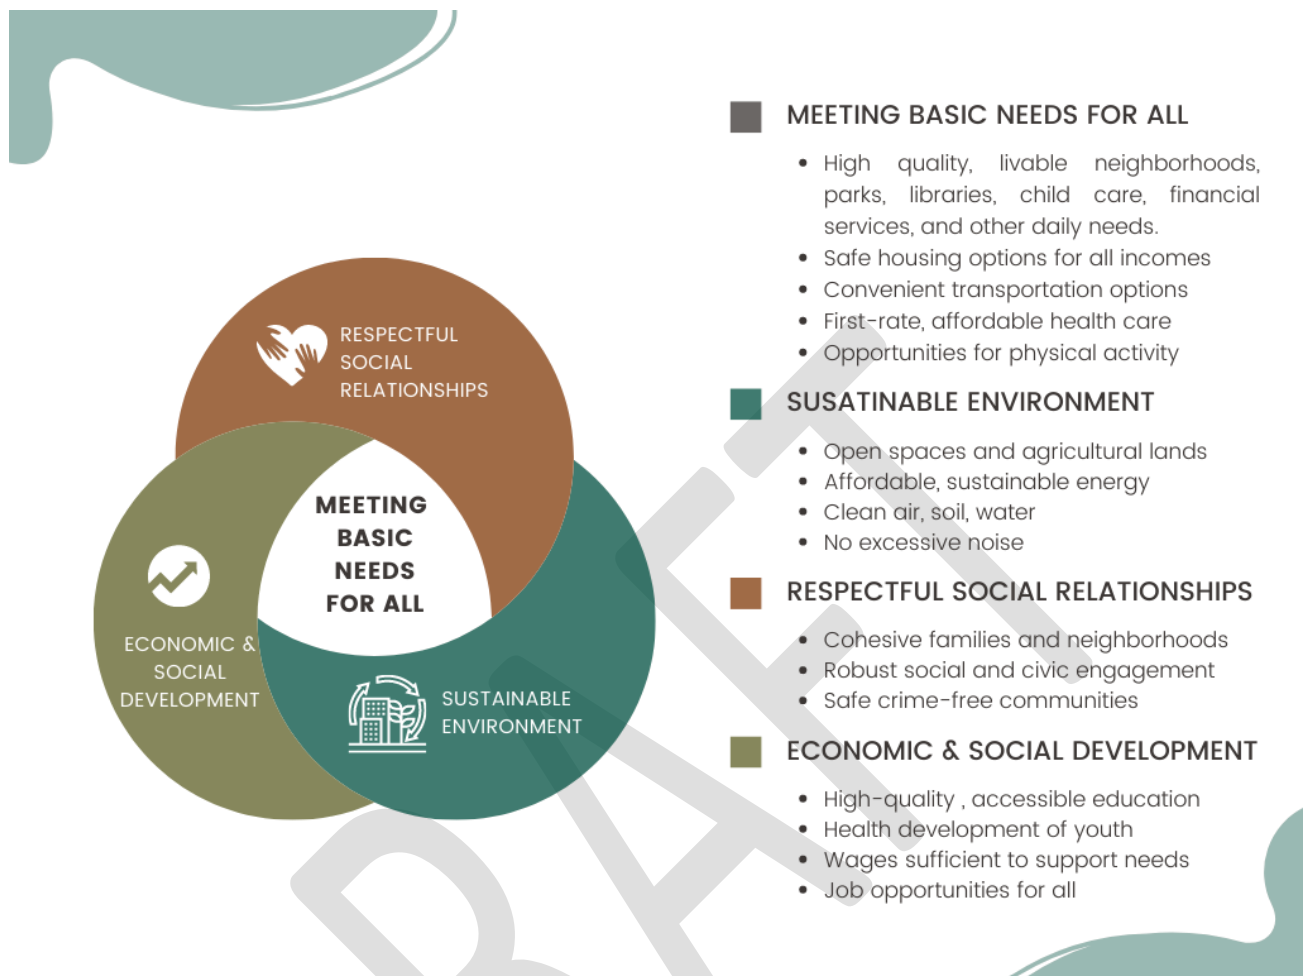 RESPECTFUL
SOCIAL
RELATIONSHIPS
MEETING
BASIC
NEEDS
FOR ALL
ECONOMIC &
SOCIAL
DEVELOPMENT
SUSTAINABLE
ENVIRONMENT
MEETING BASIC NEEDS FOR ALL
• High quality, livable neighborhoods,
parks, libraries, child care, financial
services, and other daily needs.
• Safe housing options for all incomes
• Convenient transportation options
• First-rate, affordable health care
• Opportunities for physical activity
SUSATINABLE ENVIRONMENT
• Open spaces and agricultural lands
• Affordable, sustainable energy
• Clean air, soil, water
• No excessive noise
RESPECTFUL SOCIAL RELATIONSHIPS
• Cohesive families and neighborhoods
• Robust social and civic engagement
• Safe crime-free communities
ECONOMIC & SOCIAL DEVELOPMENT
• High-quality , accessible education
• Health development of youth
• Wages sufficient to support needs
• Job opportunities for all
RAFT